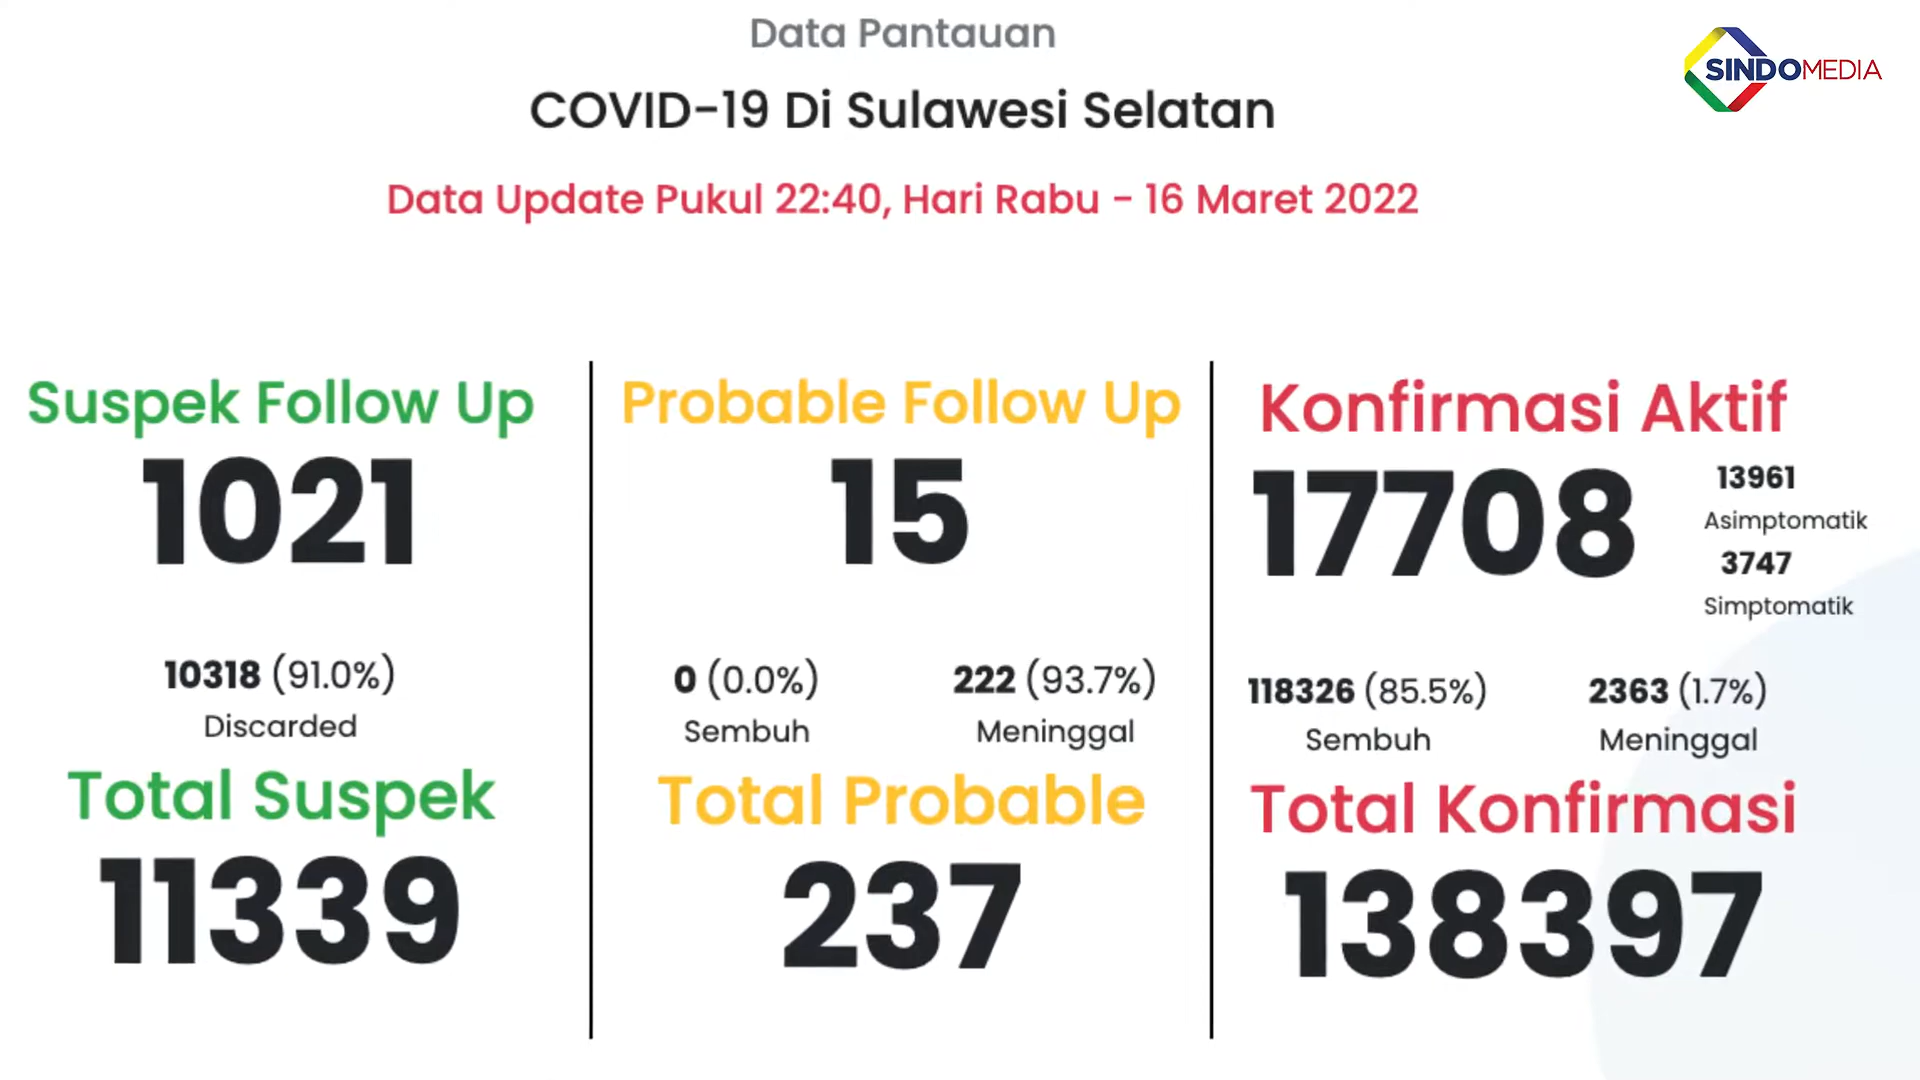 Data Pantauan
SINDOMEDIA
COVID-19 Di Sulawesi Selatan
Data Update Pukul 22:40, Hari Rabu - 16 Maret 2022
Suspek Follow Up
1021
10318 (91.0%)
Discarded
Total Suspek
11339
Probable Follow Up
15
0 (0.0%)
Sembuh
222 (93.7%)
Meninggal
Total Probable
237
Konfirmasi Aktif
17708
13961
Asimptomatik
3747
Simptomatik
118326 (85.5%)
Sembuh
2363 (1.7%)
Meninggal
Total Konfirmasi
138397